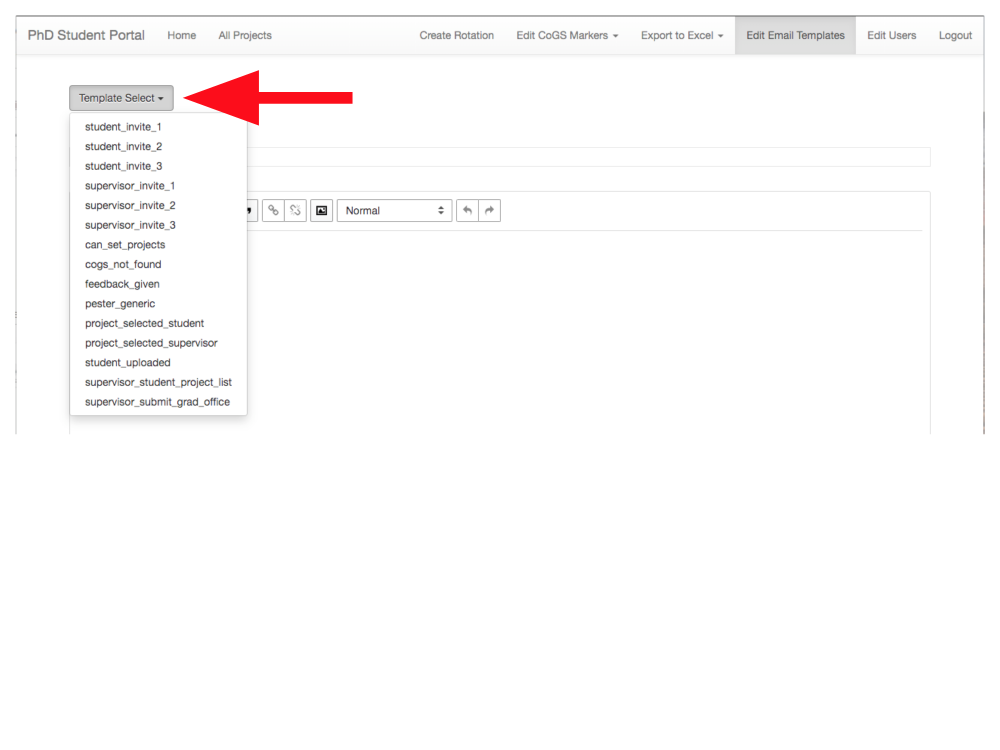 PhD Student Portal Home All Projects Create Rotation Edit CoGS Markers Export to Excel Edit Email Templates Edit Users Logout
Template Select
student_invite_1
student_invite_2
student_invite_3
supervisor_invite_1
supervisor_invite_2
supervisor_invite_3
can_set_projects
cogs_not_found
feedback_given
pester_generic
project_selected_student
project_selected_supervisor
student_uploaded
supervisor_student_project_list
supervisor_submit_grad_office
Normal